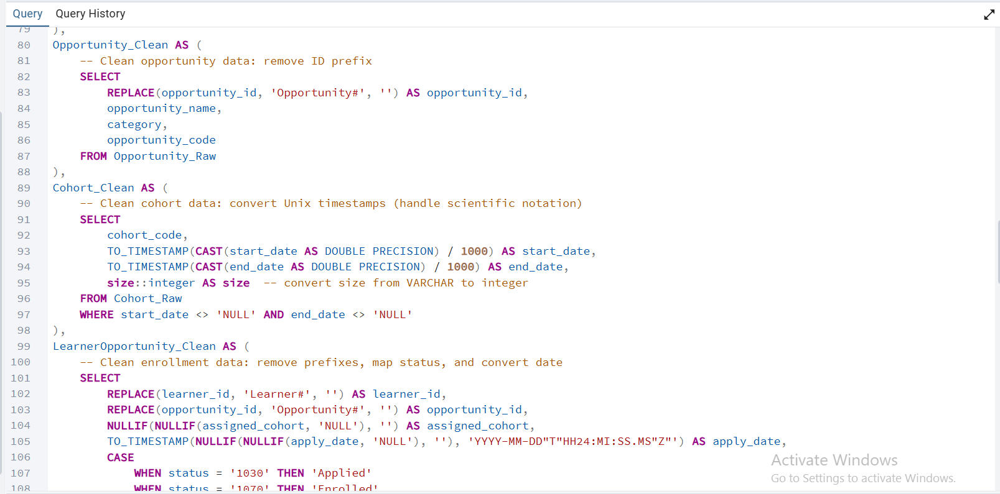 Query Query History
79 ),
80 Opportunity_Clean AS (
81 -- Clean opportunity data: remove ID prefix
82 SELECT
83 REPLACE(opportunity_id, 'Opportunity#', '') AS opportunity_id,
84 opportunity_name,
85 category,
86 opportunity_code
87 FROM Opportunity_Raw
88 ),
89 Cohort_Clean AS (
90 -- Clean cohort data: convert Unix timestamps (handle scientific notation)
91 SELECT
92 cohort_code,
93 TO_TIMESTAMP(CAST(start_date AS DOUBLE PRECISION) / 1000) AS start_date,
94 TO_TIMESTAMP(CAST(end_date AS DOUBLE PRECISION) / 1000) AS end_date,
95 size::integer AS size -- convert size from VARCHAR to integer
96 FROM Cohort_Raw
97 WHERE start_date <> 'NULL' AND end_date <> 'NULL'
98 ),
99 LearnerOpportunity_Clean AS (
100 -- Clean enrollment data: remove prefixes, map status, and convert date
101 SELECT
102 REPLACE(learner_id, 'Learner#', '') AS learner_id,
103 REPLACE(opportunity_id, 'Opportunity#', '') AS opportunity_id,
104 NULLIF(NULLIF(assigned_cohort, 'NULL'), '') AS assigned_cohort,
105 TO_TIMESTAMP(NULLIF(NULLIF(apply_date, 'NULL'), ''), 'YYYY-MM-DD"T"HH24:MI:SS.MS"Z"') AS apply_date,
106 CASE
107 WHEN status = '1030' THEN 'Applied'
108 WHEN status = '1070' THEN 'Enrolled'
Activate Windows
Go to Settings to activate Windows.